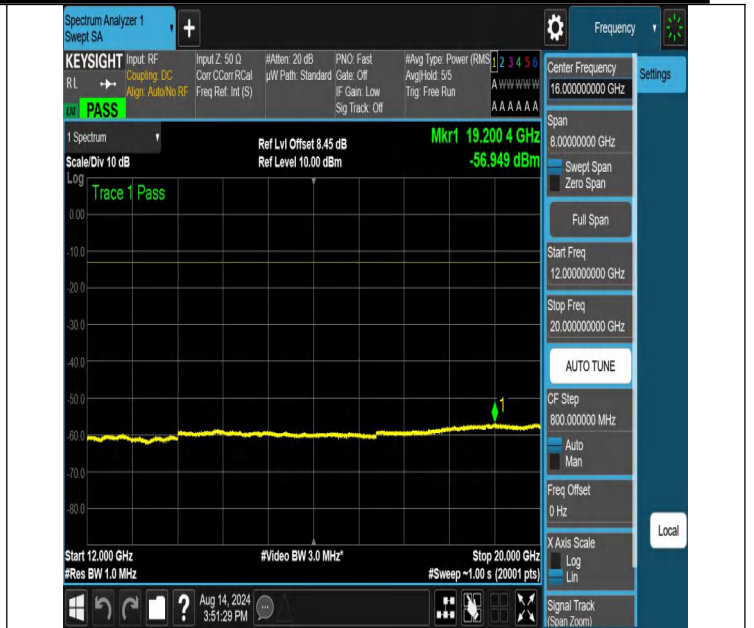 Spectrum Analyzer 1
Swept SA
+
Frequency
KEYSIGHT
RL
PASS
Input: RF
Coupling: DC
Align: Auto/No RF
Input Z: 50 Ω
Corr CCorr RCal
Freq Ref: Int (S)
#Atten: 20 dB
µW Path: Standard
PNO: Fast
Gate: Off
IF Gain: Low
Sig Track: Off
#Avg Type: Power (RMS
Avg|Hold: 5/5
Trig: Free Run
1 2 3 4 5 6
A W W W W W
A A A A A A
1 Spectrum
Scale/Div 10 dB
Ref Lvl Offset 8.45 dB
Ref Level 10.00 dBm
Mkr1 19.200 4 GHz
-56.949 dBm
Log
Trace 1 Pass
0.00
-10.0
-20.0
-30.0
-40.0
-50.0
-60.0
-70.0
-80.0
1
Start 12.000 GHz
#Res BW 1.0 MHz
#Video BW 3.0 MHz*
Stop 20.000 GHz
#Sweep ~1.00 s (20001 pts)
Center Frequency
16.000000000 GHz
Settings
Span
8.00000000 GHz
Swept Span
Zero Span
Full Span
Start Freq
12.000000000 GHz
Stop Freq
20.000000000 GHz
AUTO TUNE
CF Step
800.000000 MHz
Auto
Man
Freq Offset
0 Hz
X Axis Scale
Log
Lin
Local
Signal Track
(Span Zoom)
?
Aug 14, 2024
3:51:29 PM